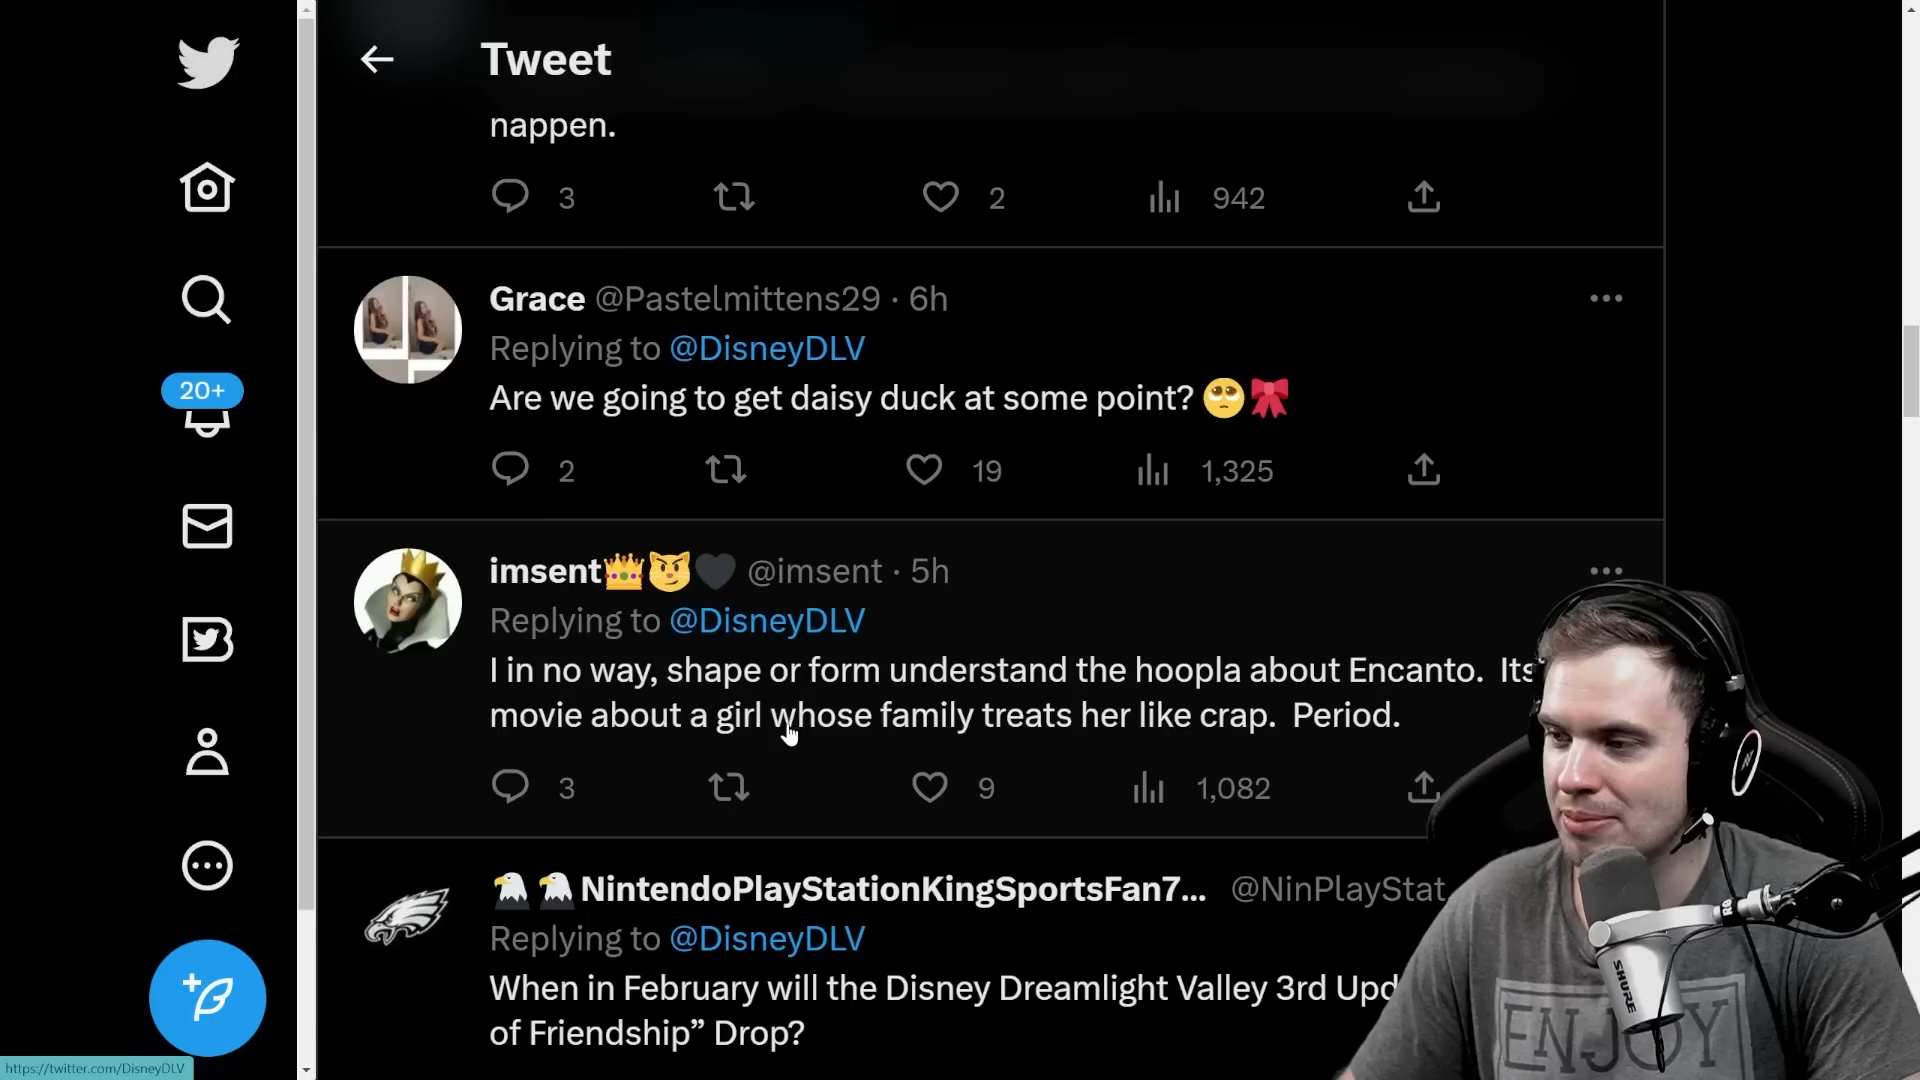 Tweet
nappen.
3 2 942
Grace @Pastelmittens29 · 6h
Replying to @DisneyDLV
Are we going to get daisy duck at some point? 🥺🎀
20+
2 19 1,325
imsent👑😼🖤 @imsent · 5h
Replying to @DisneyDLV
I in no way, shape or form understand the hoopla about Encanto. Its
movie about a girl whose family treats her like crap. Period.
3 9 1,082
🦅🦅NintendoPlayStationKingSportsFan7... @NinPlayStat
Replying to @DisneyDLV
When in February will the Disney Dreamlight Valley 3rd Upd
of Friendship” Drop?
SHURE
ENJOY
https://twitter.com/DisneyDLV